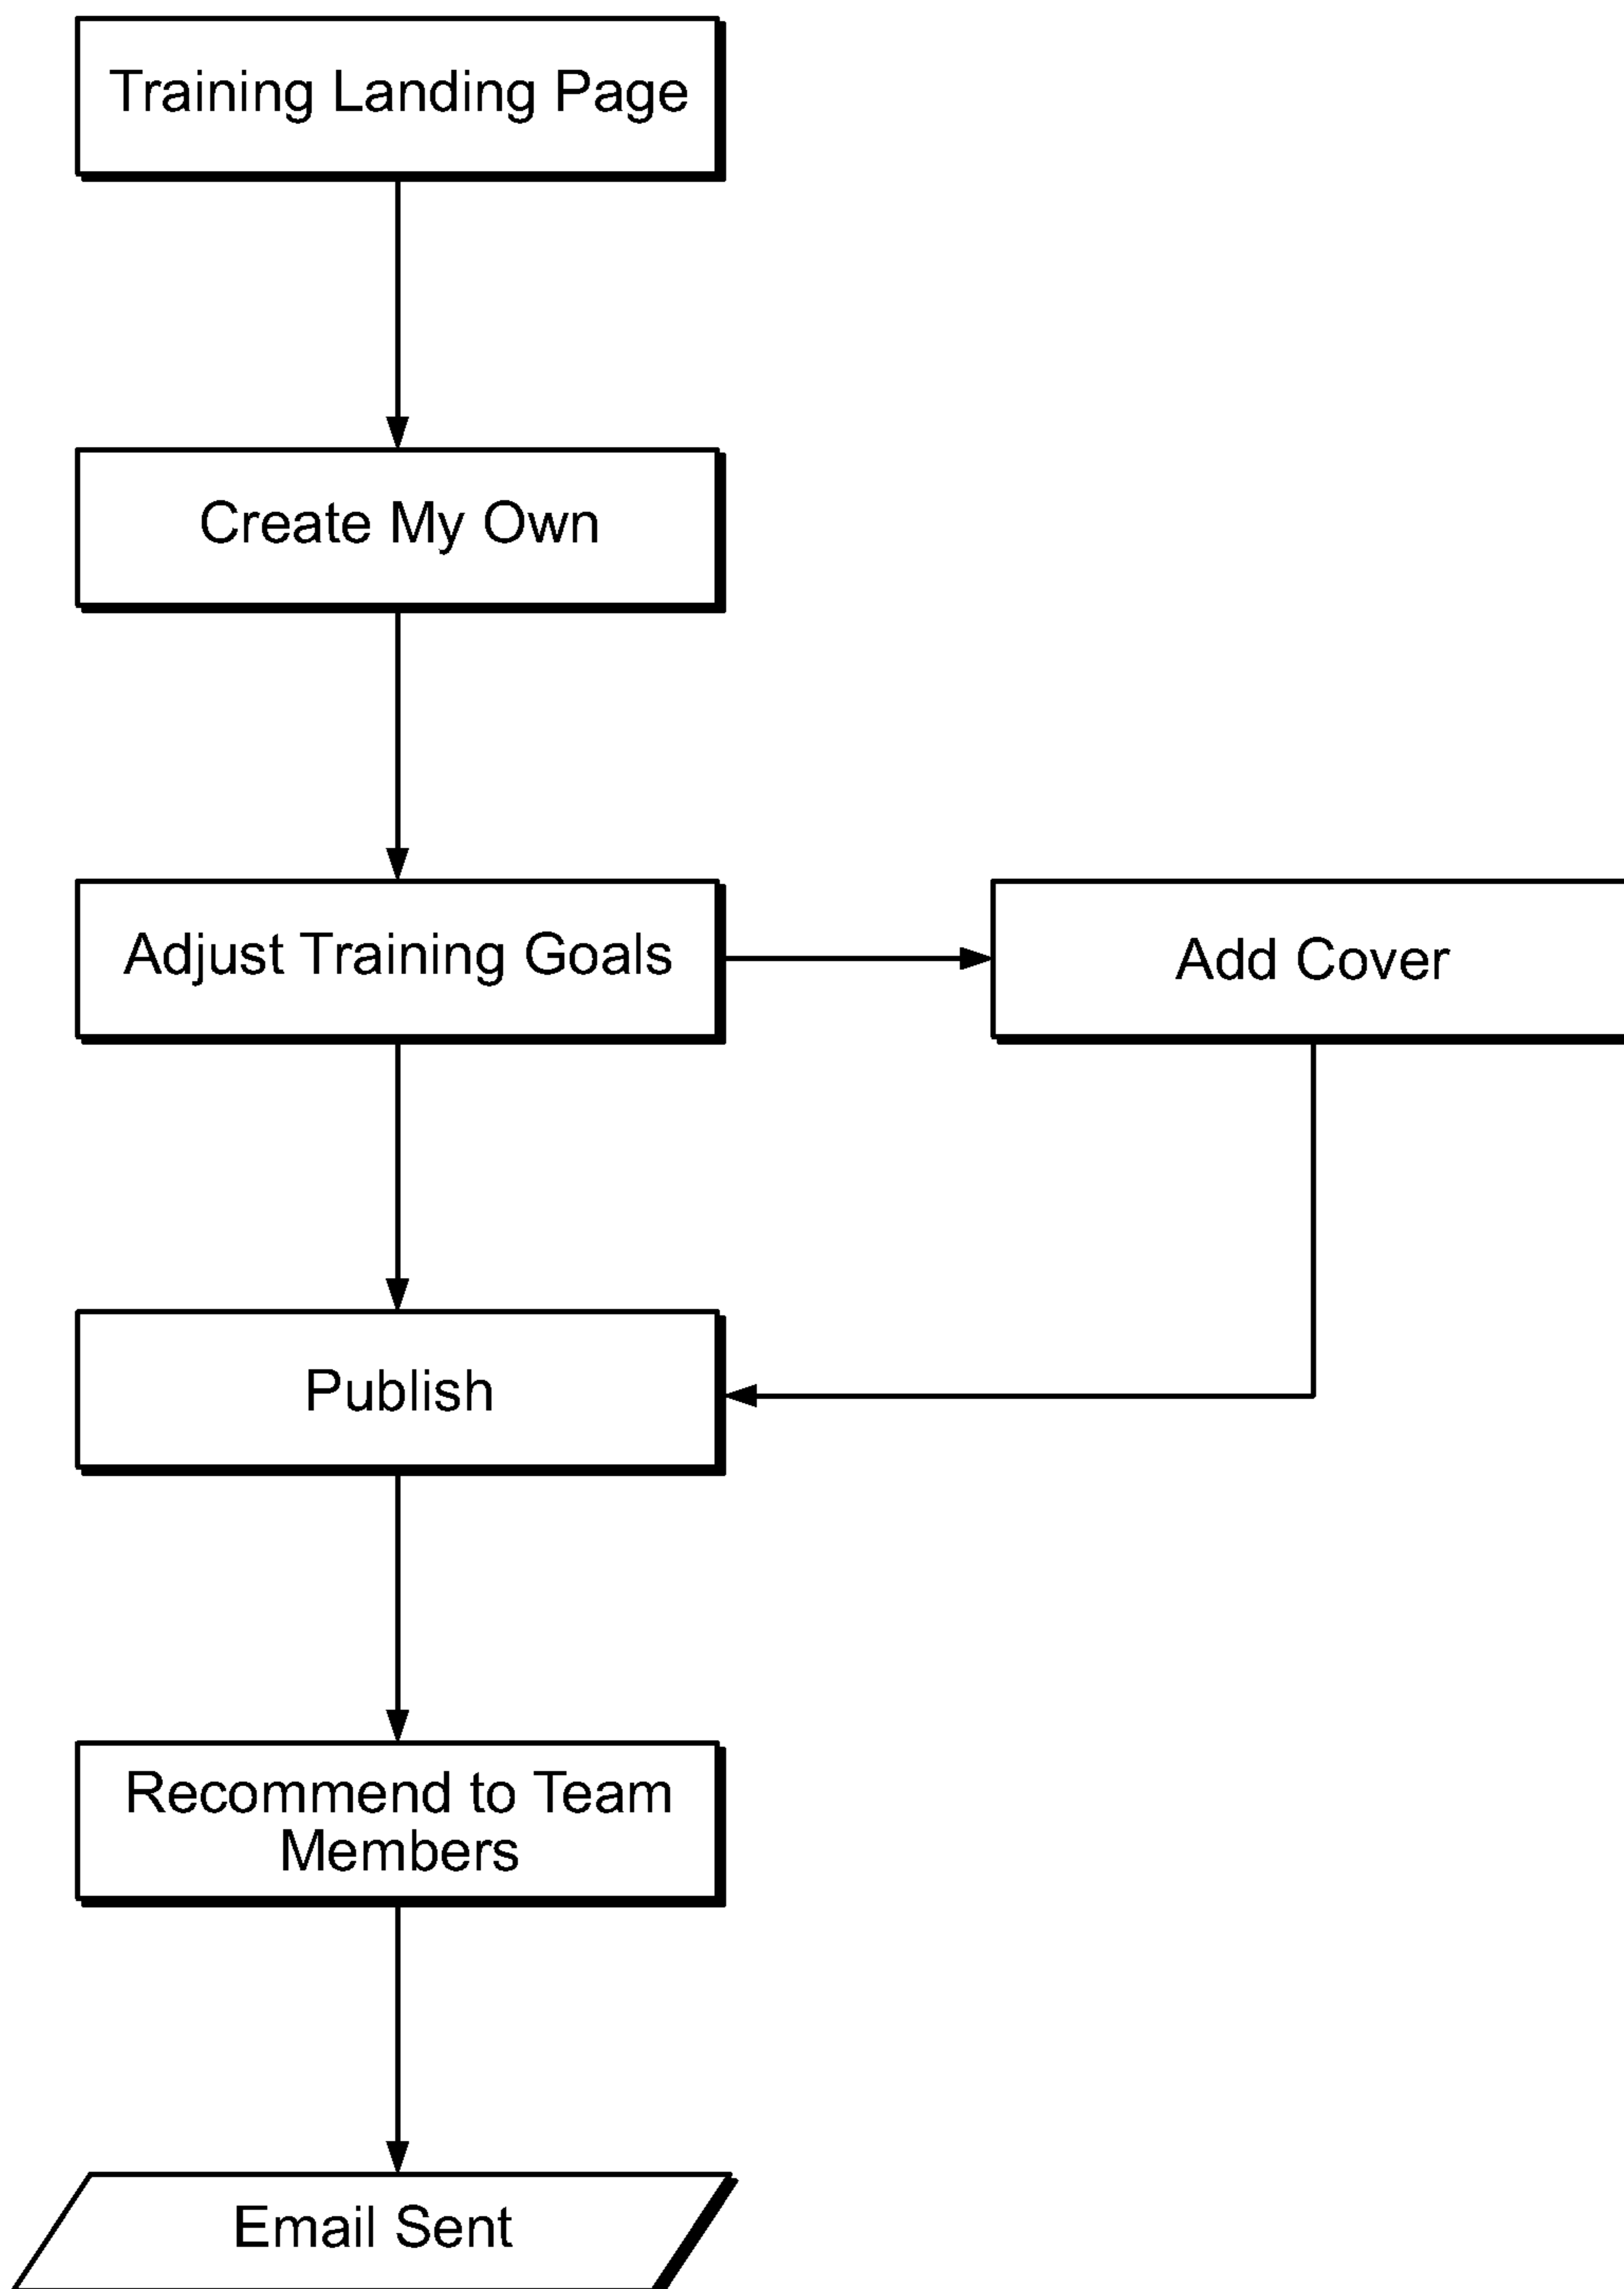 Training Landing Page
Create My Own
Adjust Training Goals
Add Cover
Publish
Recommend to Team
Members
Email Sent